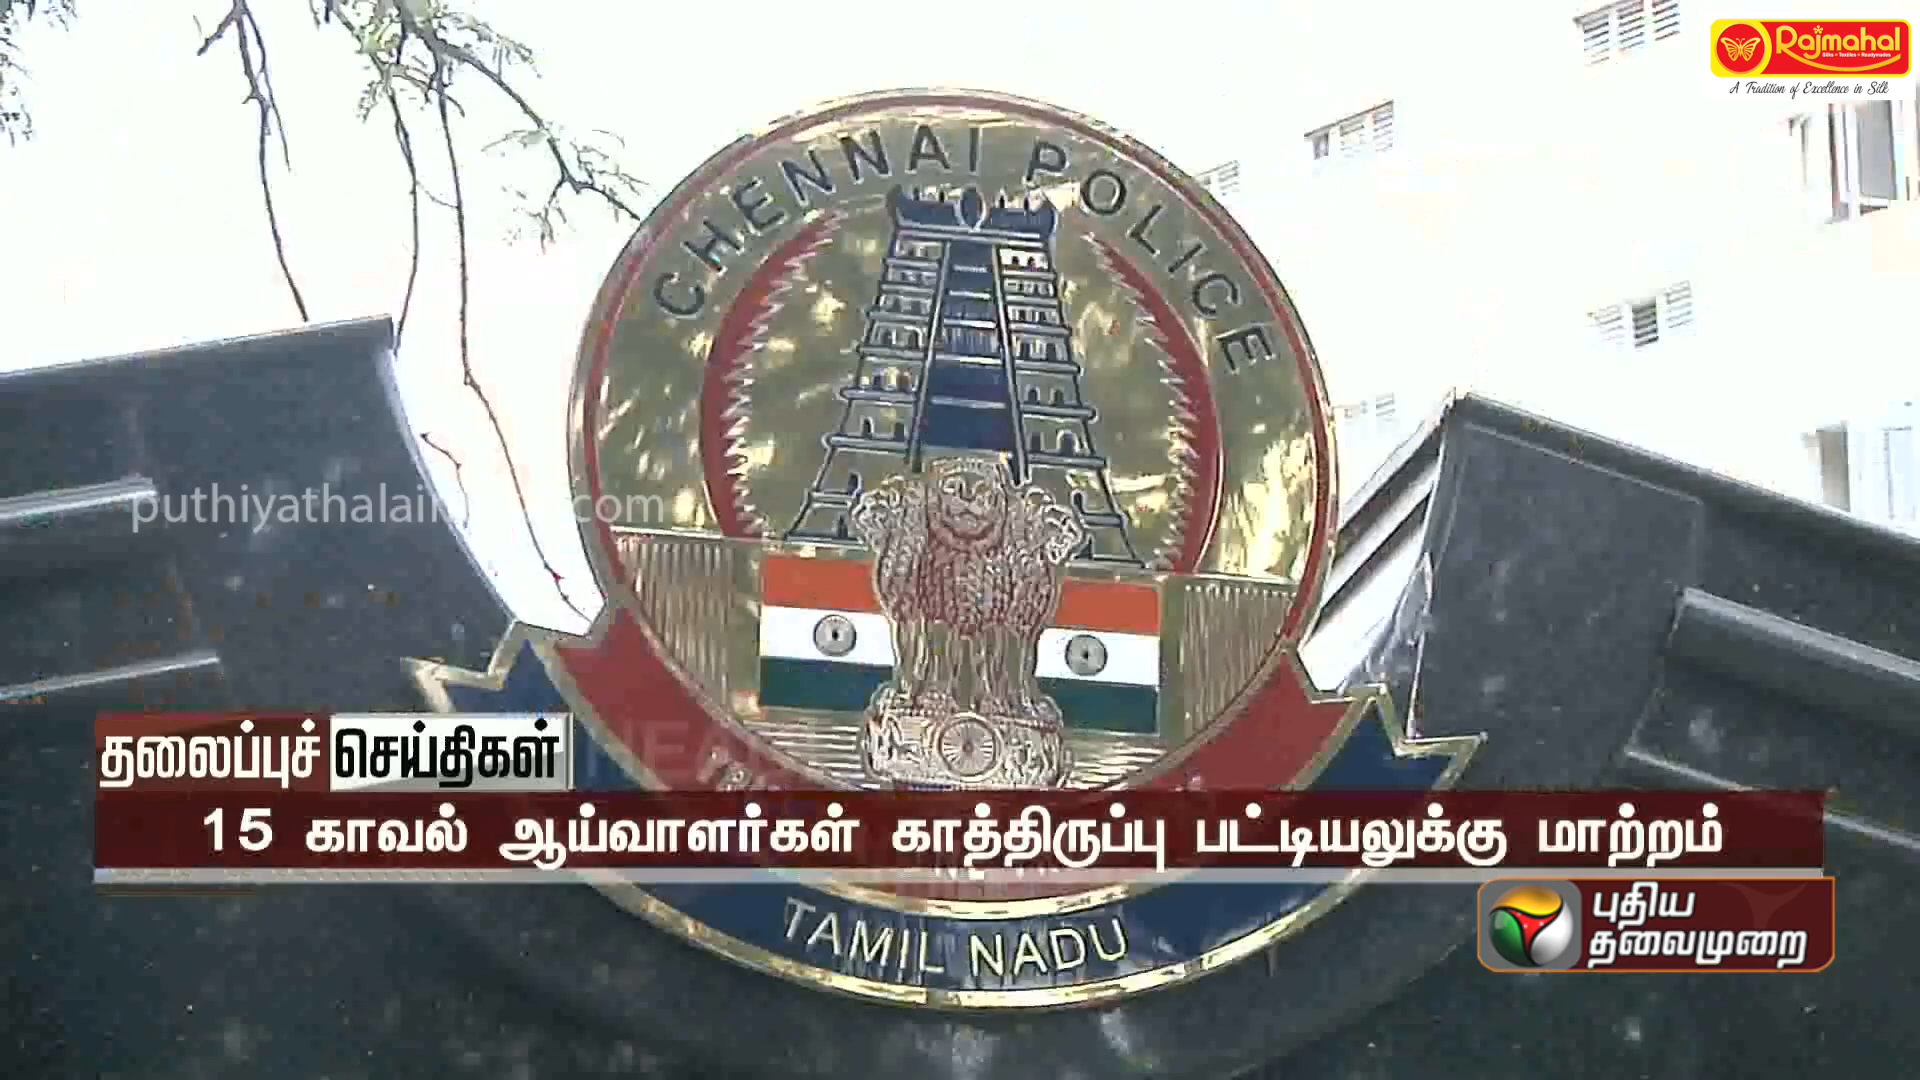 Rajmahal
A Tradition of Excellence in Silk
CHENNAI POLICE
தலைப்புச் செய்திகள்
15 காவல் ஆய்வாளர்கள் காத்திருப்பு பட்டியலுக்கு மாற்றம்
TAMIL NADU
புதிய
தலைமுறை